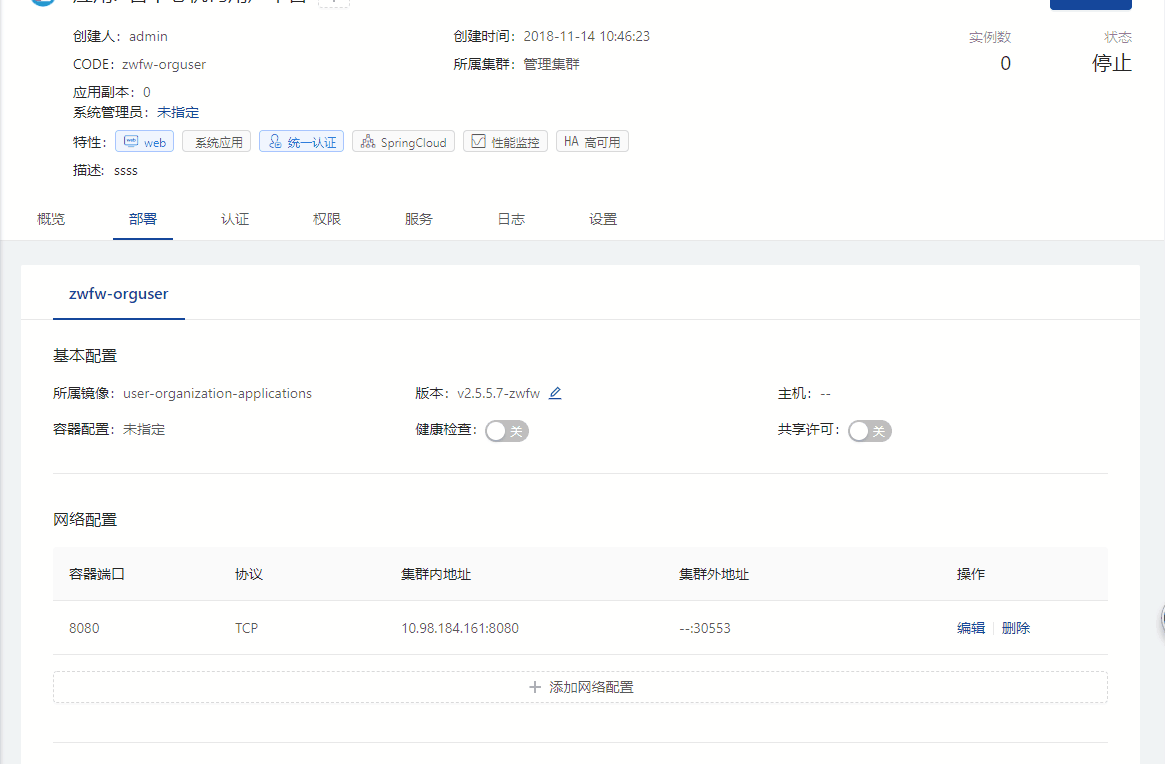 创建人：admin 创建时间：2018-11-14 10:46:23 实例数 状态
CODE：zwfw-orguser 所属集群：管理集群 0 停止
应用副本：0
系统管理员：未指定
特性： web 系统应用 统一认证 SpringCloud 性能监控 HA 高可用
描述: ssss
概览 部署 认证 权限 服务 日志 设置
zwfw-orguser
基本配置
所属镜像：user-organization-applications 版本：v2.5.5.7-zwfw 主机：--
容器配置：未指定 健康检查： 关 共享许可： 关
网络配置
容器端口 协议 集群内地址 集群外地址 操作
8080 TCP 10.98.184.161:8080 --:30553 编辑 删除
+ 添加网络配置